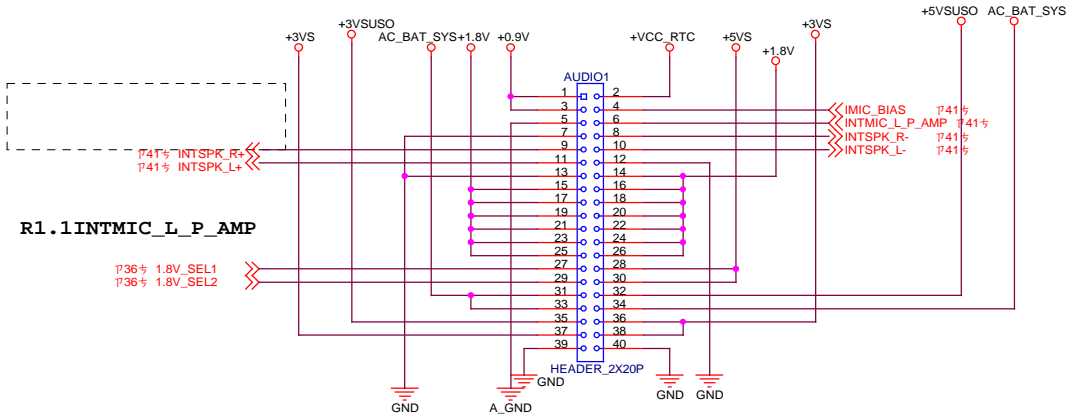 +5VSUSO AC_BAT_SYS
+3VSUSO +3VS
+3VS AC_BAT_SYS +1.8V +0.9V +VCC_RTC +5VS
+1.8V
AUDIO1
1 2
3 4 IMIC_BIAS
5 6 INTMIC_L_P_AMP
7 8 INTSPK_R-
INTSPK_R+ 9 10 INTSPK_L-
INTSPK_L+ 11 12
13 14
15 16
17 18
19 20
R1.1INTMIC_L_P_AMP
21 22
23 24
25 26
1.8V_SEL1 27 28
1.8V_SEL2 29 30
31 32
33 34
35 36
37 38
39 40
HEADER_2X20P
GND
GND A_GND GND GND